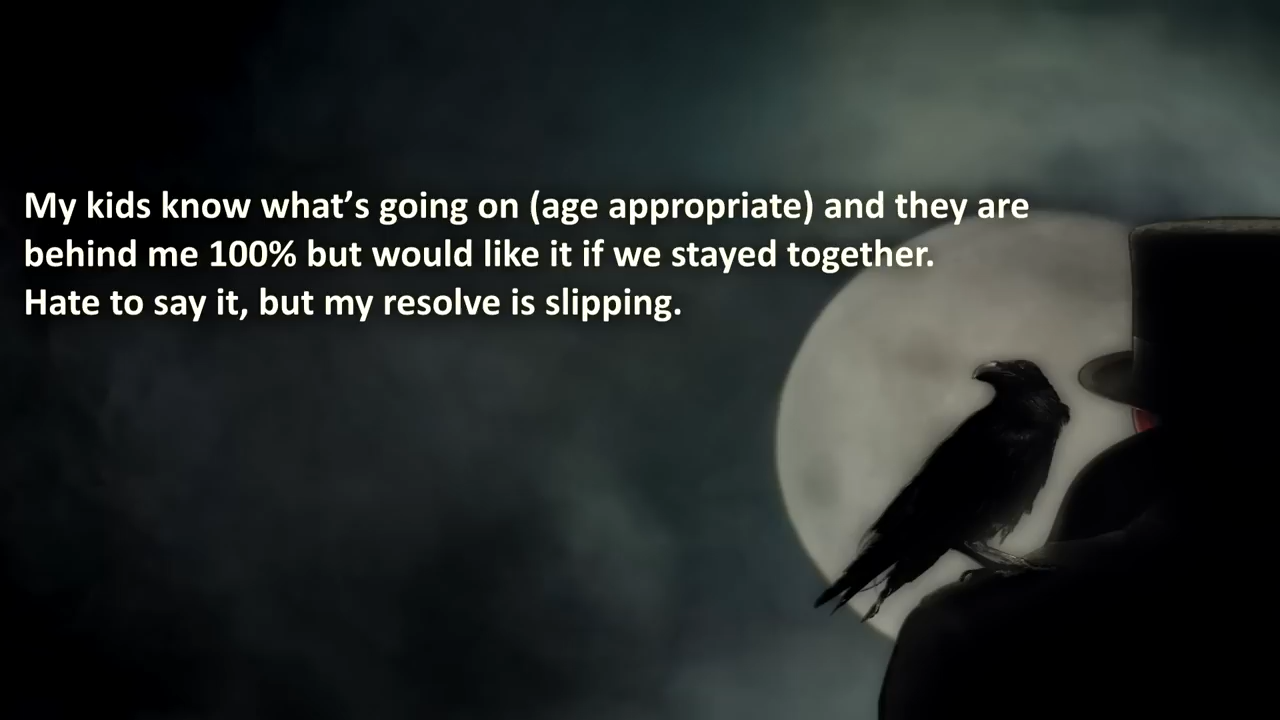 My kids know what’s going on (age appropriate) and they are
behind me 100% but would like it if we stayed together.
Hate to say it, but my resolve is slipping.